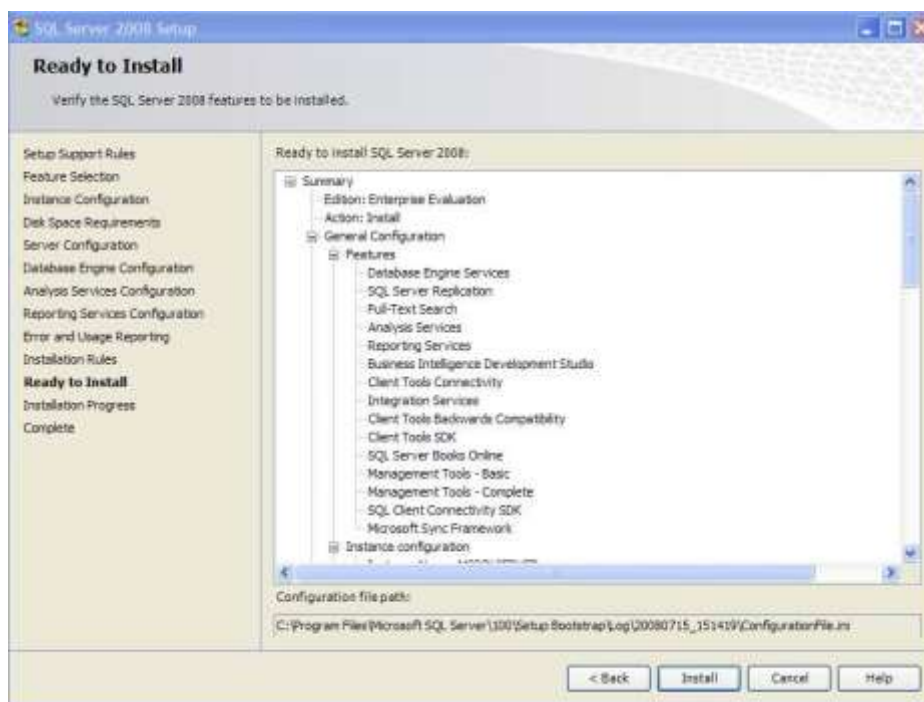 SQL Server 2008 Setup
Ready to Install
Verify the SQL Server 2008 features to be installed.
Setup Support Rules
Feature Selection
Instance Configuration
Disk Space Requirements
Server Configuration
Database Engine Configuration
Analysis Services Configuration
Reporting Services Configuration
Error and Usage Reporting
Installation Rules
Ready to Install
Installation Progress
Complete
Ready to install SQL Server 2008:
Summary
Edition: Enterprise Evaluation
Action: Install
General Configuration
Features
Database Engine Services
SQL Server Replication
Full-Text Search
Analysis Services
Reporting Services
Business Intelligence Development Studio
Client Tools Connectivity
Integration Services
Client Tools Backwards Compatibility
Client Tools SDK
SQL Server Books Online
Management Tools - Basic
Management Tools - Complete
SQL Client Connectivity SDK
Microsoft Sync Framework
Instance configuration
Configuration file path:
C:\Program Files\Microsoft SQL Server\100\Setup Bootstrap\Log\20080715_151419\ConfigurationFile.ini
< Back
Install
Cancel
Help